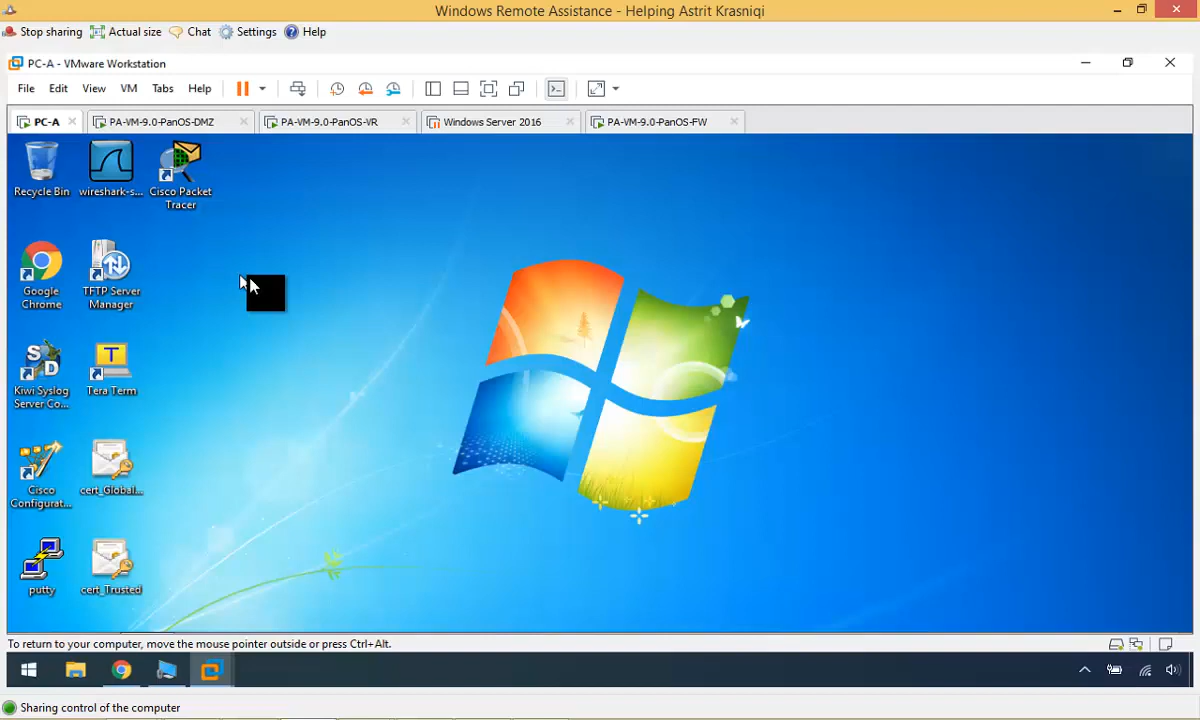 Windows Remote Assistance - Helping Astrit Krasniqi
Stop sharing Actual size Chat Settings Help
PC-A - VMware Workstation
File Edit View VM Tabs Help
PC-A PA-VM-9.0-PanOS-DMZ PA-VM-9.0-PanOS-VR Windows Server 2016 PA-VM-9.0-PanOS-FW
Recycle Bin
wireshark-s...
Cisco Packet
Tracer
Google
Chrome
TFTP Server
Manager
Kiwi Syslog
Server Co...
Tera Term
Cisco
Configurat...
cert_Global...
putty
cert_Trusted
To return to your computer, move the mouse pointer outside or press Ctrl+Alt.
Sharing control of the computer